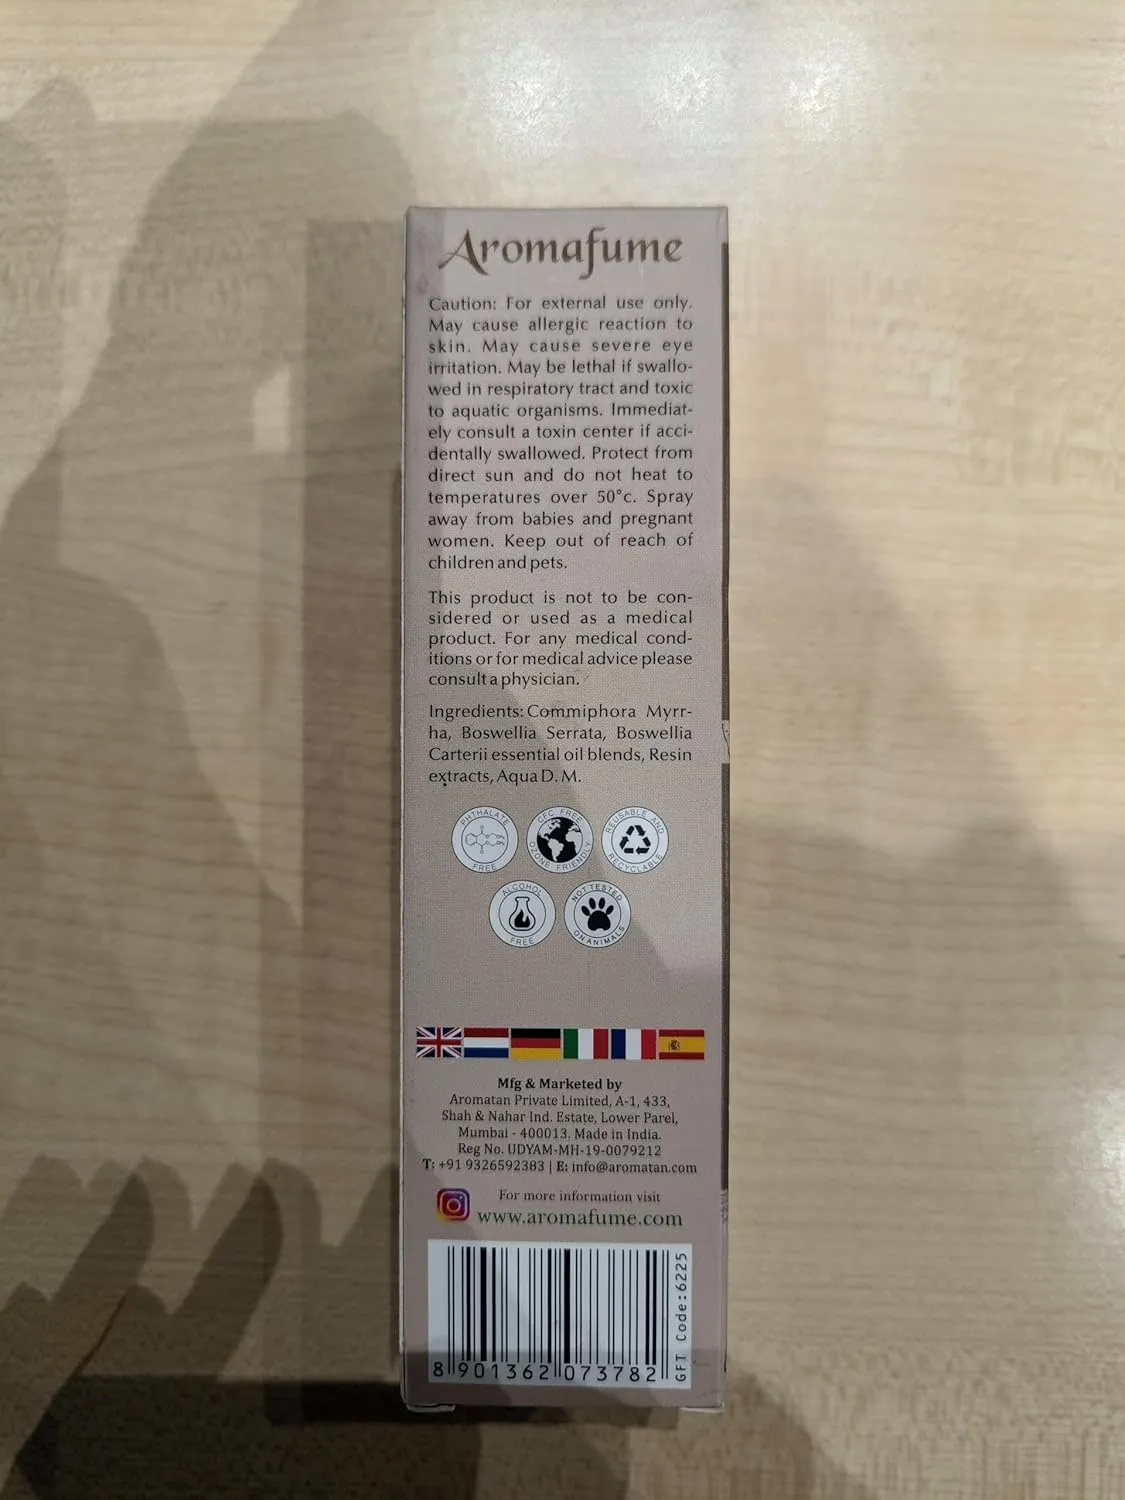 Aromafume
Caution: For external use only.
May cause allergic reaction to
skin. May cause severe eye
irritation. May be lethal if swallo-
wed in respiratory tract and toxic
to aquatic organisms. Immediat-
ely consult a toxin center if acci-
dentally swallowed. Protect from
direct sun and do not heat to
temperatures over 50°c. Spray
away from babies and pregnant
women. Keep out of reach of
children and pets.
This product is not to be con-
sidered or used as a medical
product. For any medical cond-
itions or for medical advice please
consult a physician.
Ingredients: Commiphora Myrr-
ha, Boswellia Serrata, Boswellia
Carterii essential oil blends, Resin
extracts, Aqua D. M.
PHTHALATE FREE
CFC FREE OZONE FRIENDLY
REUSABLE AND RECYCLABLE
ALCOHOL FREE
NOT TESTED ON ANIMALS
Mfg & Marketed by
Aromatan Private Limited, A-1, 433,
Shah & Nahar Ind. Estate, Lower Parel,
Mumbai - 400013. Made in India.
Reg No. UDYAM-MH-19-0079212
T: +91 9326592383 | E: info@aromatan.com
For more information visit
www.aromafume.com
8 901362 073782
GFT Code:6225